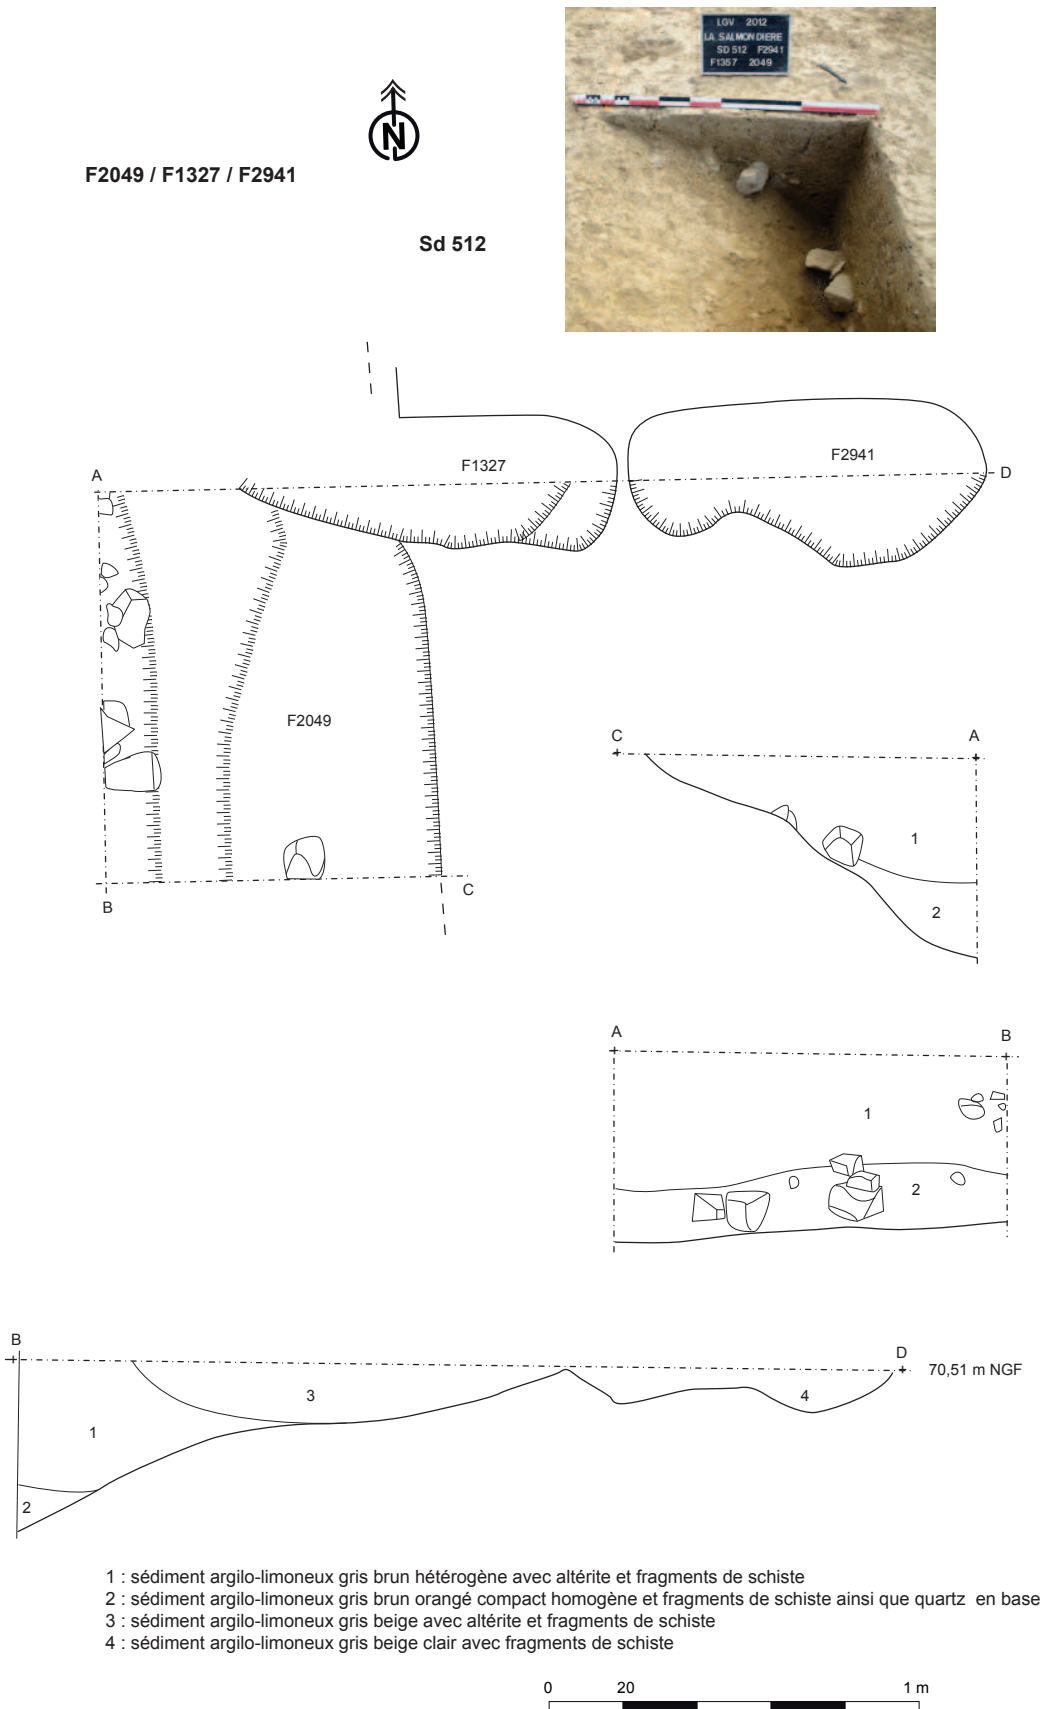 LGV 2012
LA SALMONDIERE
SD 512 F2941
F1357 2049
N
F2049 / F1327 / F2941
Sd 512
F1327
F2941
A
D
F2049
B
C
C
A
1
2
A
B
1
2
B
D
70,51 m NGF
3
4
1
2
1 : sédiment argilo-limoneux gris brun hétérogène avec altérite et fragments de schiste
2 : sédiment argilo-limoneux gris brun orangé compact homogène et fragments de schiste ainsi que quartz en base
3 : sédiment argilo-limoneux gris beige avec altérite et fragments de schiste
4 : sédiment argilo-limoneux gris beige clair avec fragments de schiste
0 20 1 m